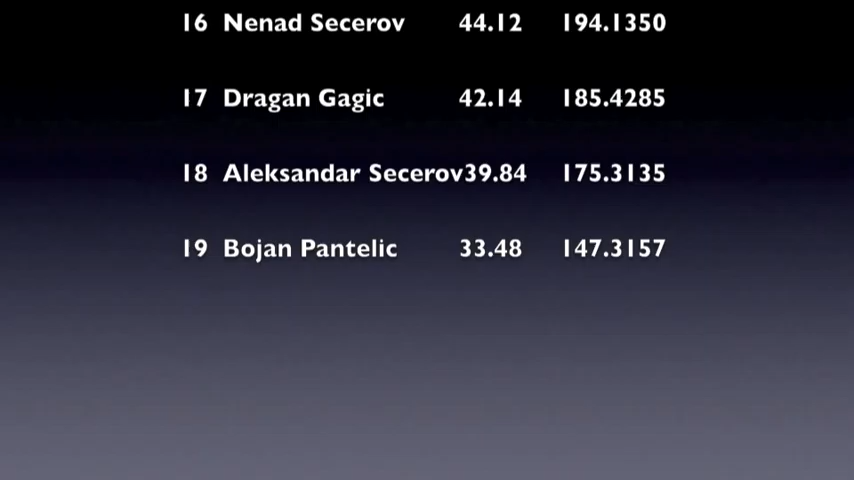 16 Nenad Secerov 44.12 194.1350
17 Dragan Gagic 42.14 185.4285
18 Aleksandar Secerov39.84 175.3135
19 Bojan Pantelic 33.48 147.3157